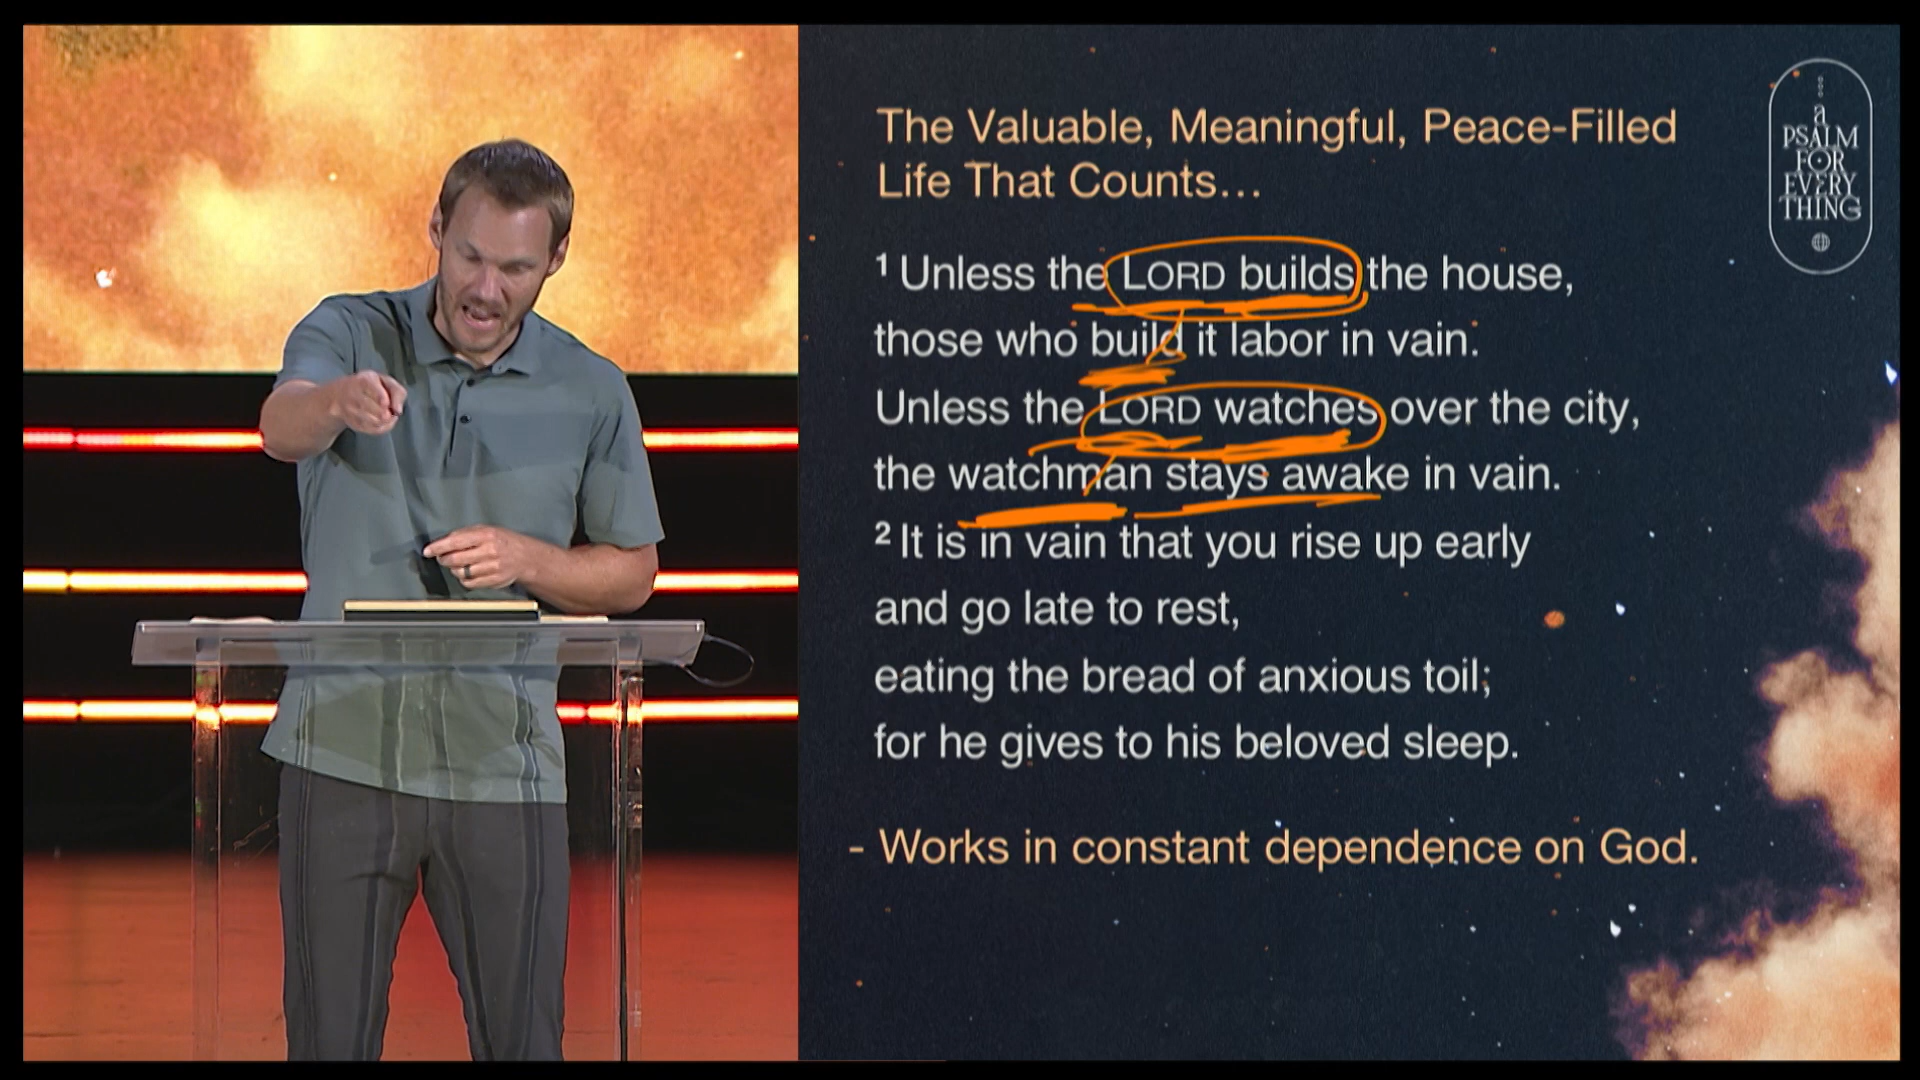 The Valuable, Meaningful, Peace-Filled
Life That Counts...
1 Unless the LORD builds the house,
those who build it labor in vain.
Unless the LORD watches over the city,
the watchman stays awake in vain.
2 It is in vain that you rise up early
and go late to rest,
eating the bread of anxious toil;
for he gives to his beloved sleep.
- Works in constant dependence on God.
a
PSALM
FOR
EVERY
THING